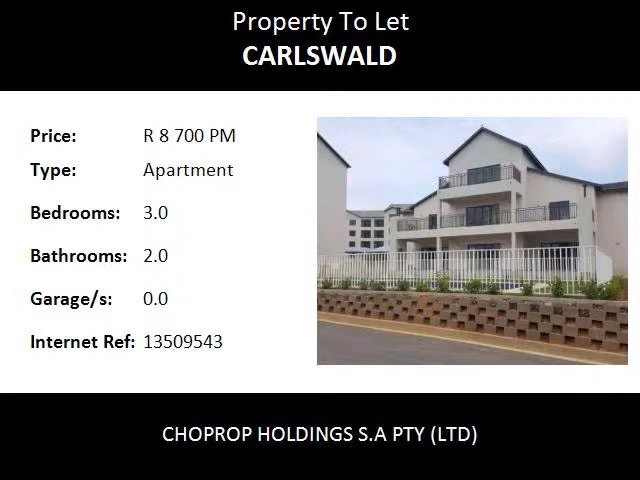 Property To Let
CARLSWALD
Price: R 8 700 PM
Type: Apartment
Bedrooms: 3.0
Bathrooms: 2.0
Garage/s: 0.0
Internet Ref: 13509543
CHOPROP HOLDINGS S.A PTY (LTD)